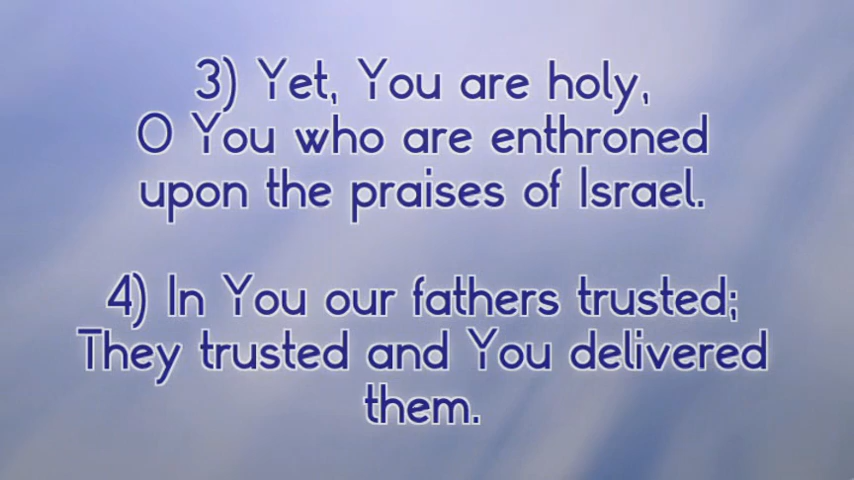 3) Yet, You are holy,
O You who are enthroned
upon the praises of Israel.
4) In You our fathers trusted;
They trusted and You delivered
them.